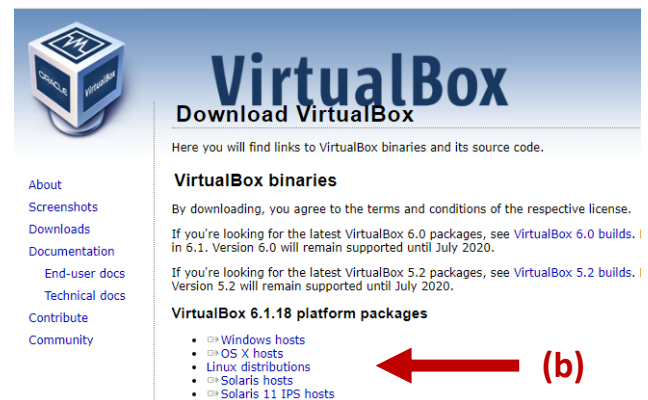 ORACLE
VirtualBox
VirtualBox
Download VirtualBox
Here you will find links to VirtualBox binaries and its source code.
About
Screenshots
Downloads
Documentation
End-user docs
Technical docs
Contribute
Community
VirtualBox binaries
By downloading, you agree to the terms and conditions of the respective license.
If you're looking for the latest VirtualBox 6.0 packages, see VirtualBox 6.0 builds.
in 6.1. Version 6.0 will remain supported until July 2020.
If you're looking for the latest VirtualBox 5.2 packages, see VirtualBox 5.2 builds.
Version 5.2 will remain supported until July 2020.
VirtualBox 6.1.18 platform packages
Windows hosts
OS X hosts
Linux distributions
Solaris hosts
Solaris 11 IPS hosts
(b)